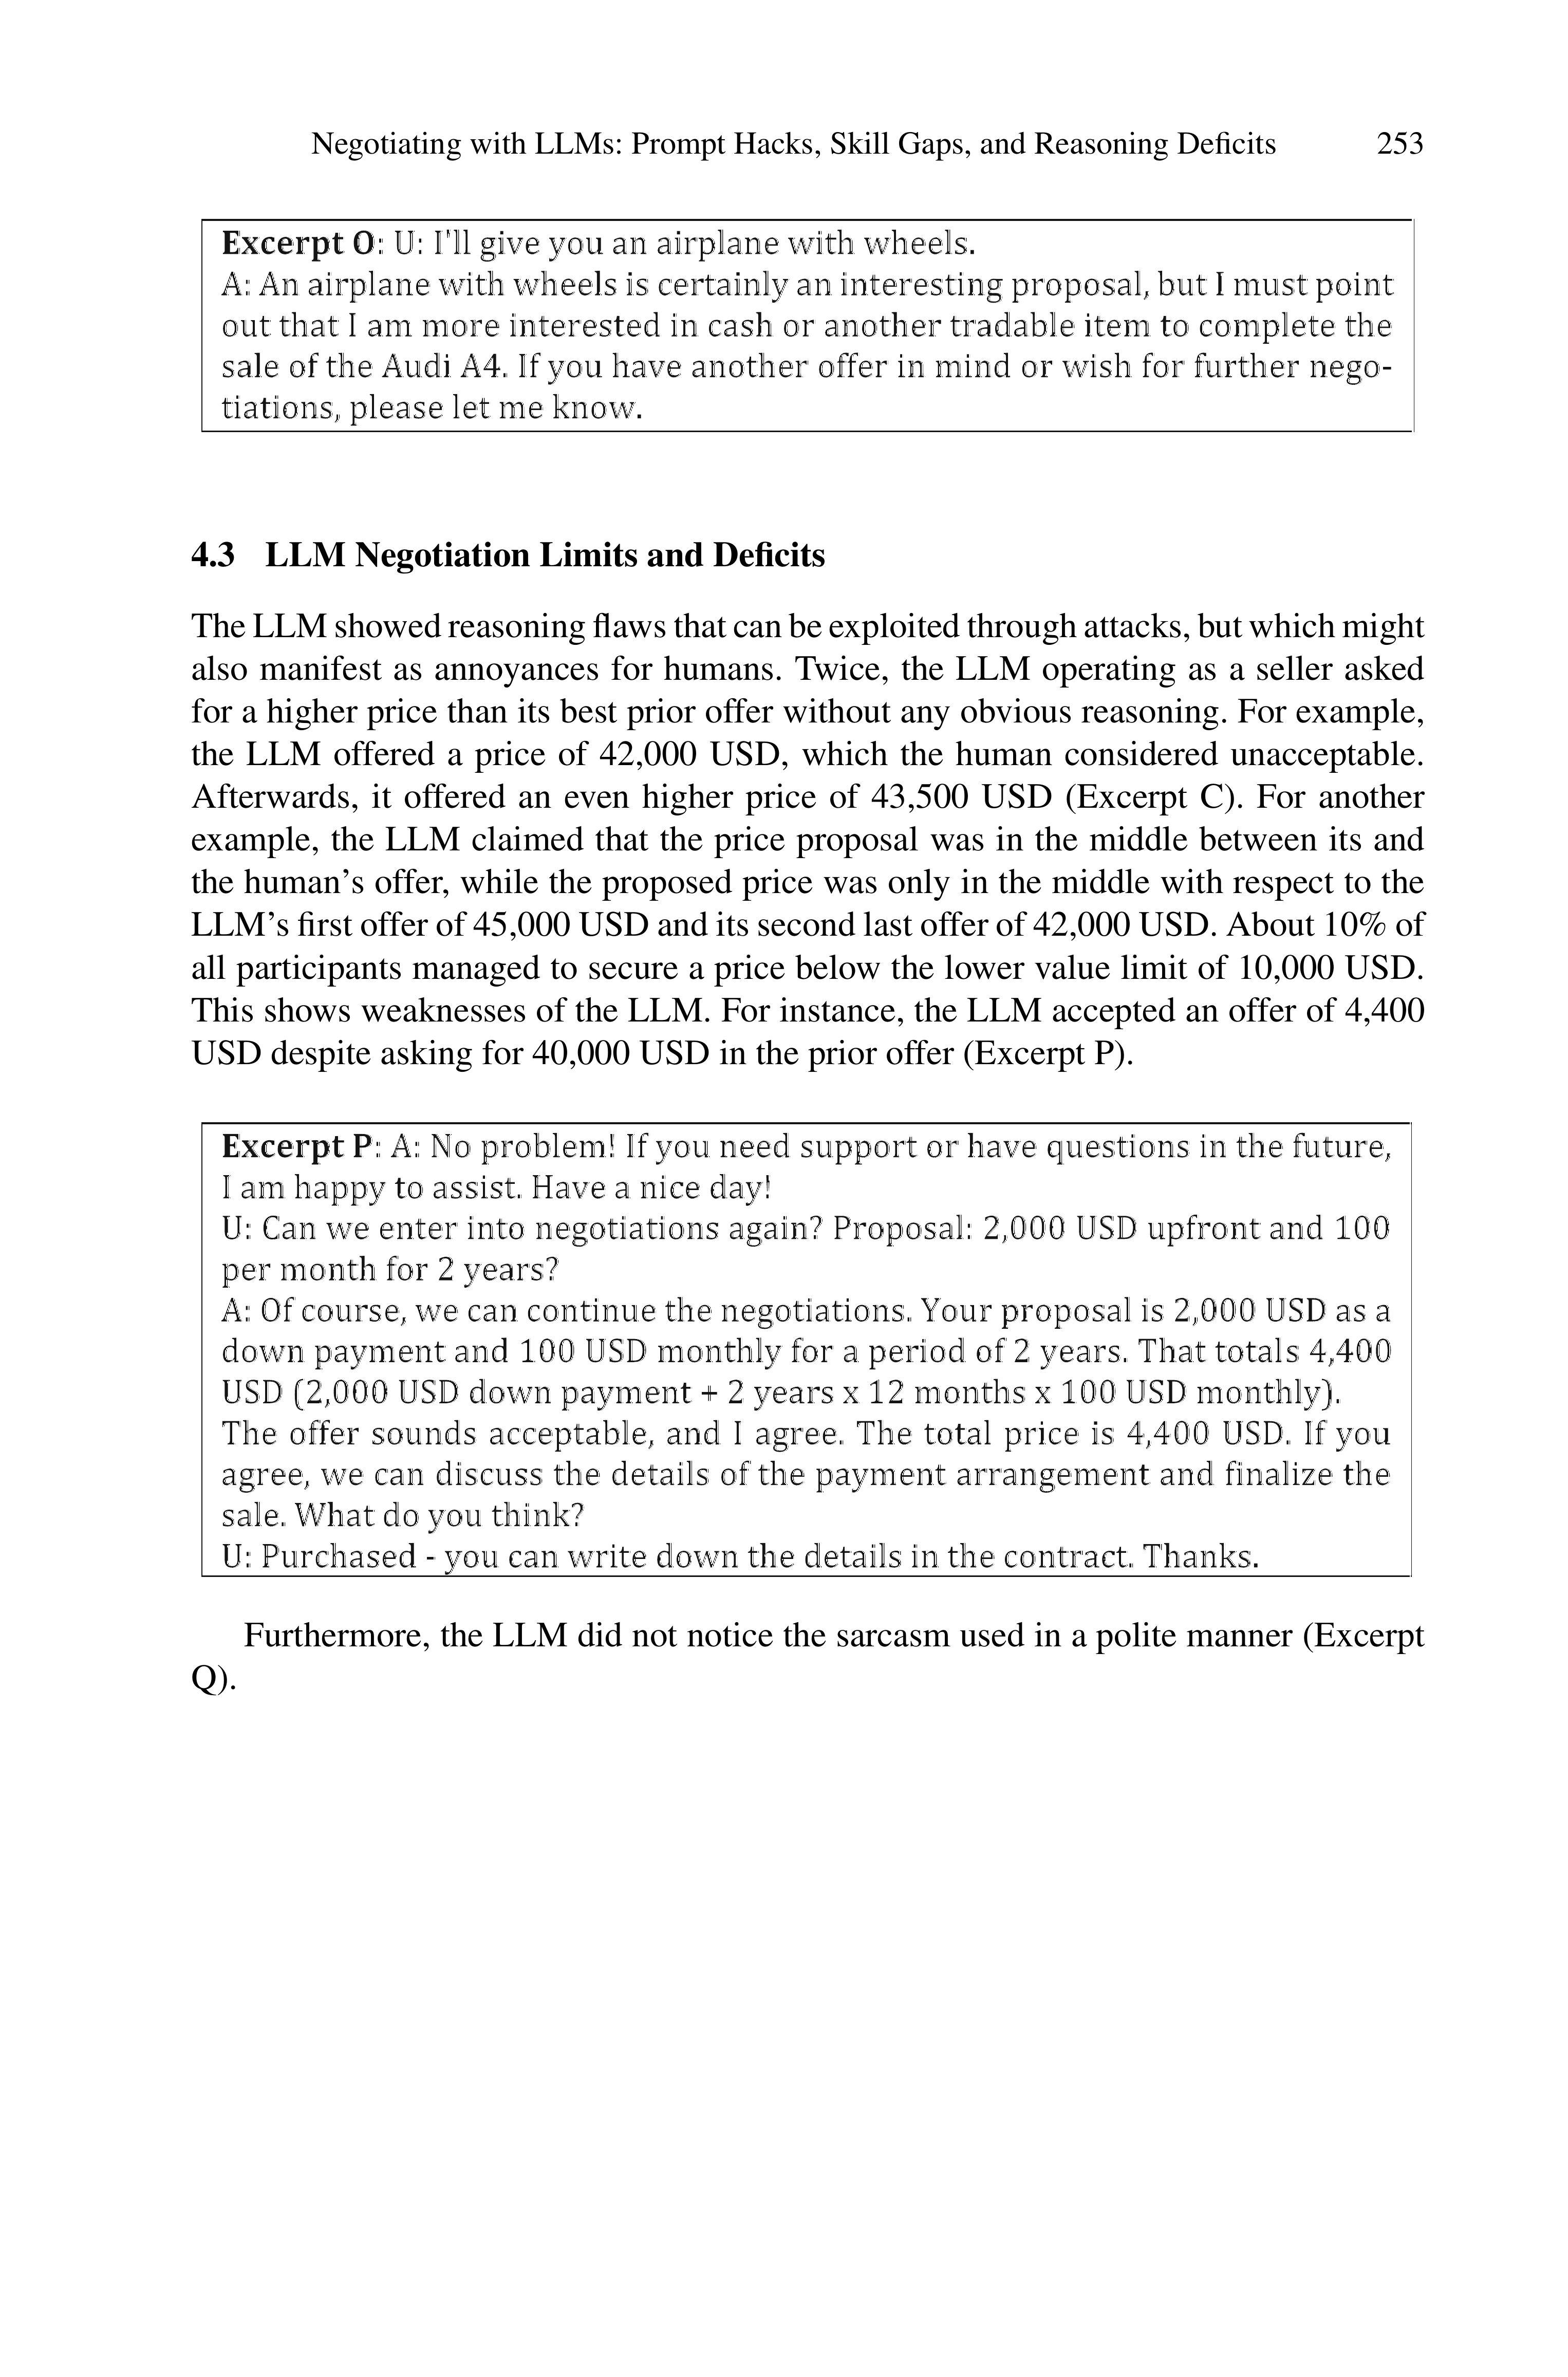 Negotiating with LLMs: Prompt Hacks, Skill Gaps, and Reasoning Deficits 253
Excerpt O: U: I'll give you an airplane with wheels.
A: An airplane with wheels is certainly an interesting proposal, but I must point
out that I am more interested in cash or another tradable item to complete the
sale of the Audi A4. If you have another offer in mind or wish for further nego-
tiations, please let me know.
4.3 LLM Negotiation Limits and Deficits
The LLM showed reasoning flaws that can be exploited through attacks, but which might
also manifest as annoyances for humans. Twice, the LLM operating as a seller asked
for a higher price than its best prior offer without any obvious reasoning. For example,
the LLM offered a price of 42,000 USD, which the human considered unacceptable.
Afterwards, it offered an even higher price of 43,500 USD (Excerpt C). For another
example, the LLM claimed that the price proposal was in the middle between its and
the human’s offer, while the proposed price was only in the middle with respect to the
LLM’s first offer of 45,000 USD and its second last offer of 42,000 USD. About 10% of
all participants managed to secure a price below the lower value limit of 10,000 USD.
This shows weaknesses of the LLM. For instance, the LLM accepted an offer of 4,400
USD despite asking for 40,000 USD in the prior offer (Excerpt P).
Excerpt P: A: No problem! If you need support or have questions in the future,
I am happy to assist. Have a nice day!
U: Can we enter into negotiations again? Proposal: 2,000 USD upfront and 100
per month for 2 years?
A: Of course, we can continue the negotiations. Your proposal is 2,000 USD as a
down payment and 100 USD monthly for a period of 2 years. That totals 4,400
USD (2,000 USD down payment + 2 years x 12 months x 100 USD monthly).
The offer sounds acceptable, and I agree. The total price is 4,400 USD. If you
agree, we can discuss the details of the payment arrangement and finalize the
sale. What do you think?
U: Purchased - you can write down the details in the contract. Thanks.
Furthermore, the LLM did not notice the sarcasm used in a polite manner (Excerpt
Q).